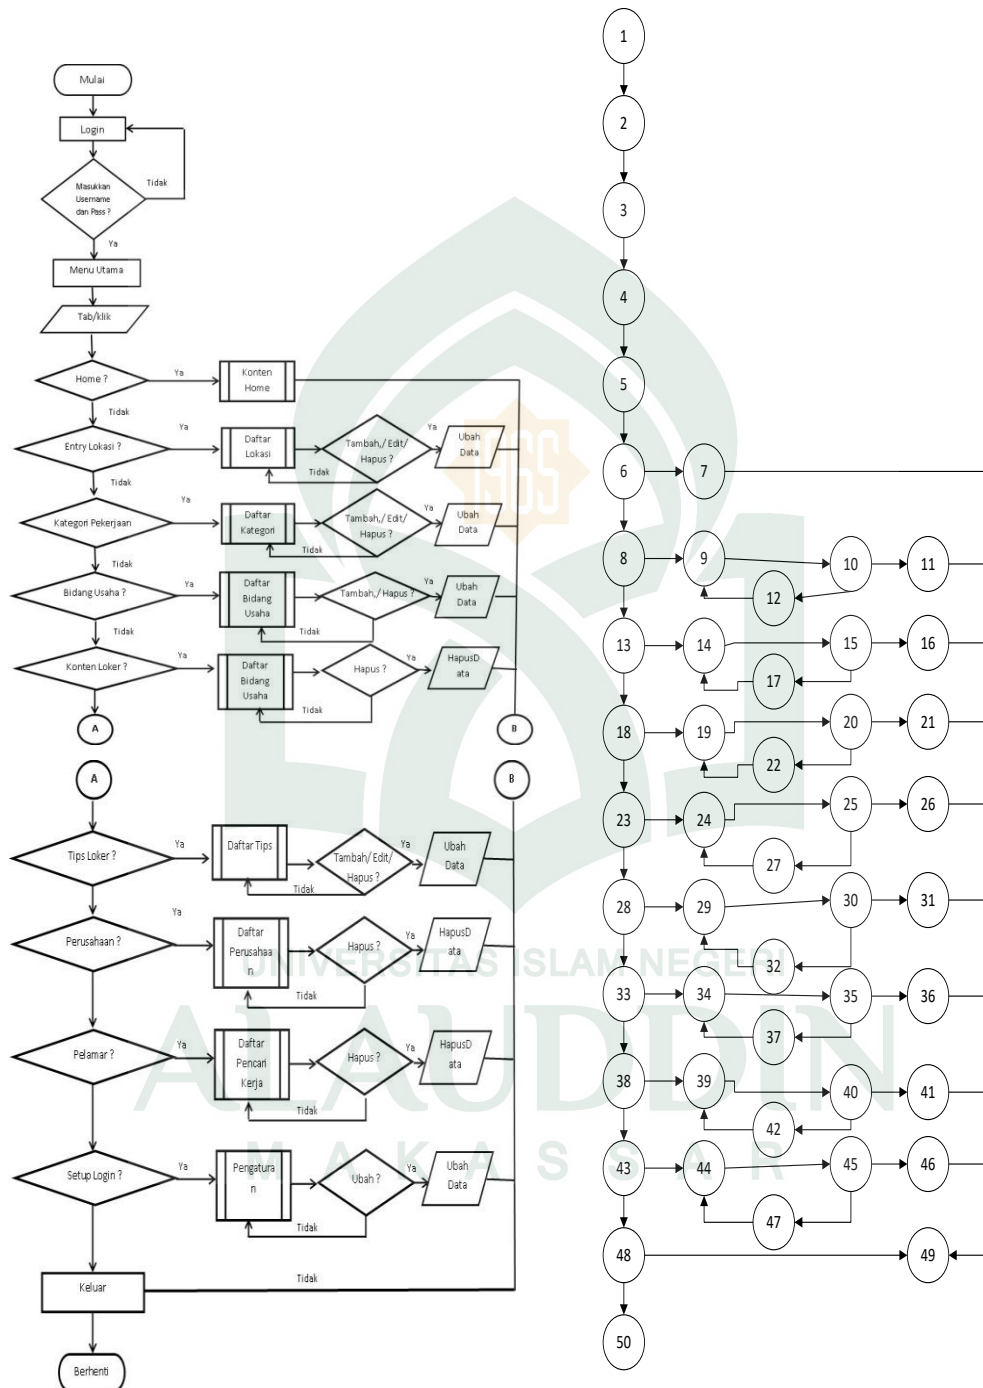 Mulai
Login
Tidak
Masukkan
Username
dan Pass ?
Ya
Menu Utama
Tab/klik
Home ?
Ya
Konten
Home
Tidak
Entry Lokasi ?
Ya
Daftar
Lokasi
Tambah,/ Edit/
Hapus ?
Ya
Ubah
Data
Tidak
Tidak
Kategori Pekerjaan
Ya
Daftar
Kategori
Tambah,/ Edit/
Hapus ?
Ya
Ubah
Data
Tidak
Tidak
Bidang Usaha ?
Ya
Daftar
Bidang
Usaha
Tambah,/ Hapus ?
Ya
Ubah
Data
Tidak
Tidak
Konten Loker ?
Ya
Daftar
Bidang
Usaha
Hapus ?
Ya
HapusD
ata
Tidak
A
B
A
B
Tips Loker ?
Ya
Daftar Tips
Tambah/ Edit/
Hapus ?
Ya
Ubah
Data
Tidak
Perusahaan ?
Ya
Daftar
Perusahaa
n
Hapus ?
Ya
HapusD
ata
Tidak
Pelamar ?
Ya
Daftar
Pencari
Kerja
Hapus ?
Ya
HapusD
ata
Tidak
Setup Login ?
Ya
Pengatura
n
Ubah ?
Ya
Ubah
Data
Tidak
Keluar
Tidak
Berhenti
1
2
3
4
5
6
7
8
9
10
11
12
13
14
15
16
17
18
19
20
21
22
23
24
25
26
27
28
29
30
31
32
33
34
35
36
37
38
39
40
41
42
43
44
45
46
47
48
49
50
UNIVERSITAS ISLAM NEGERI
ALAUDDIN
MAKASSAR